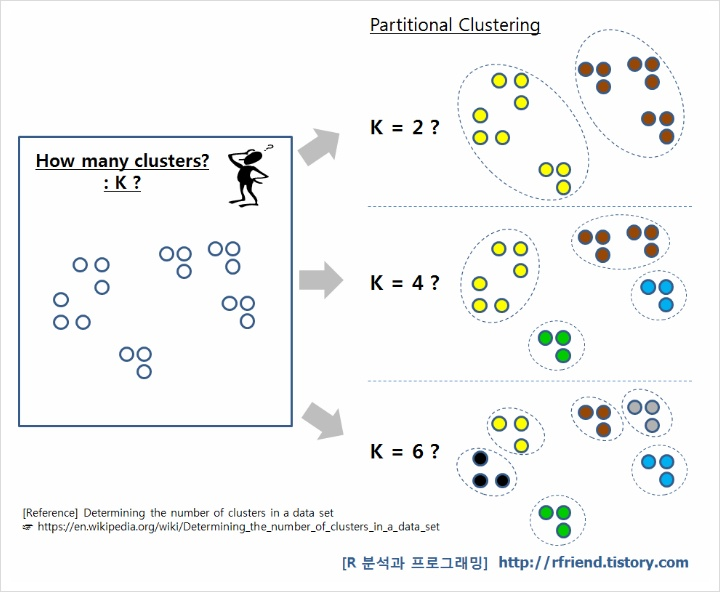 Partitional Clustering
How many clusters?
: K ?
K = 2 ?
K = 4 ?
K = 6 ?
[Reference] Determining the number of clusters in a data set
☞ https://en.wikipedia.org/wiki/Determining_the_number_of_clusters_in_a_data_set
[R 분석과 프로그래밍] http://rfriend.tistory.com